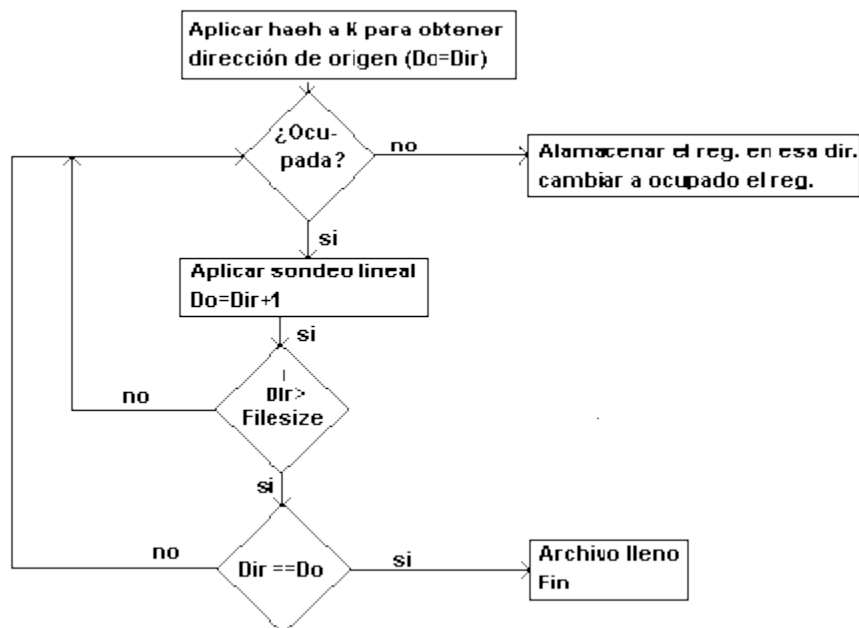 Aplicar hash a K para obtener
dirección de origen (Do=Dir)
¿Ocu-
pada?
no
Alamacenar el reg. en esa dir.
cambiar a ocupado el reg.
si
Aplicar sondeo lineal
Do=Dir+1
si
Dir>
Filesize
no
si
Dir ==Do
no
si
Archivo lleno
Fin